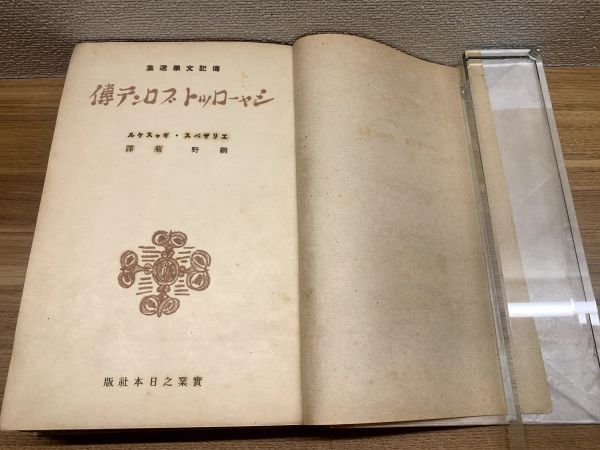 傳記文學選集
シャーロット・ブロンテ傳
エリザベス・ギャスケル
網野菊譯
實業之日本社版